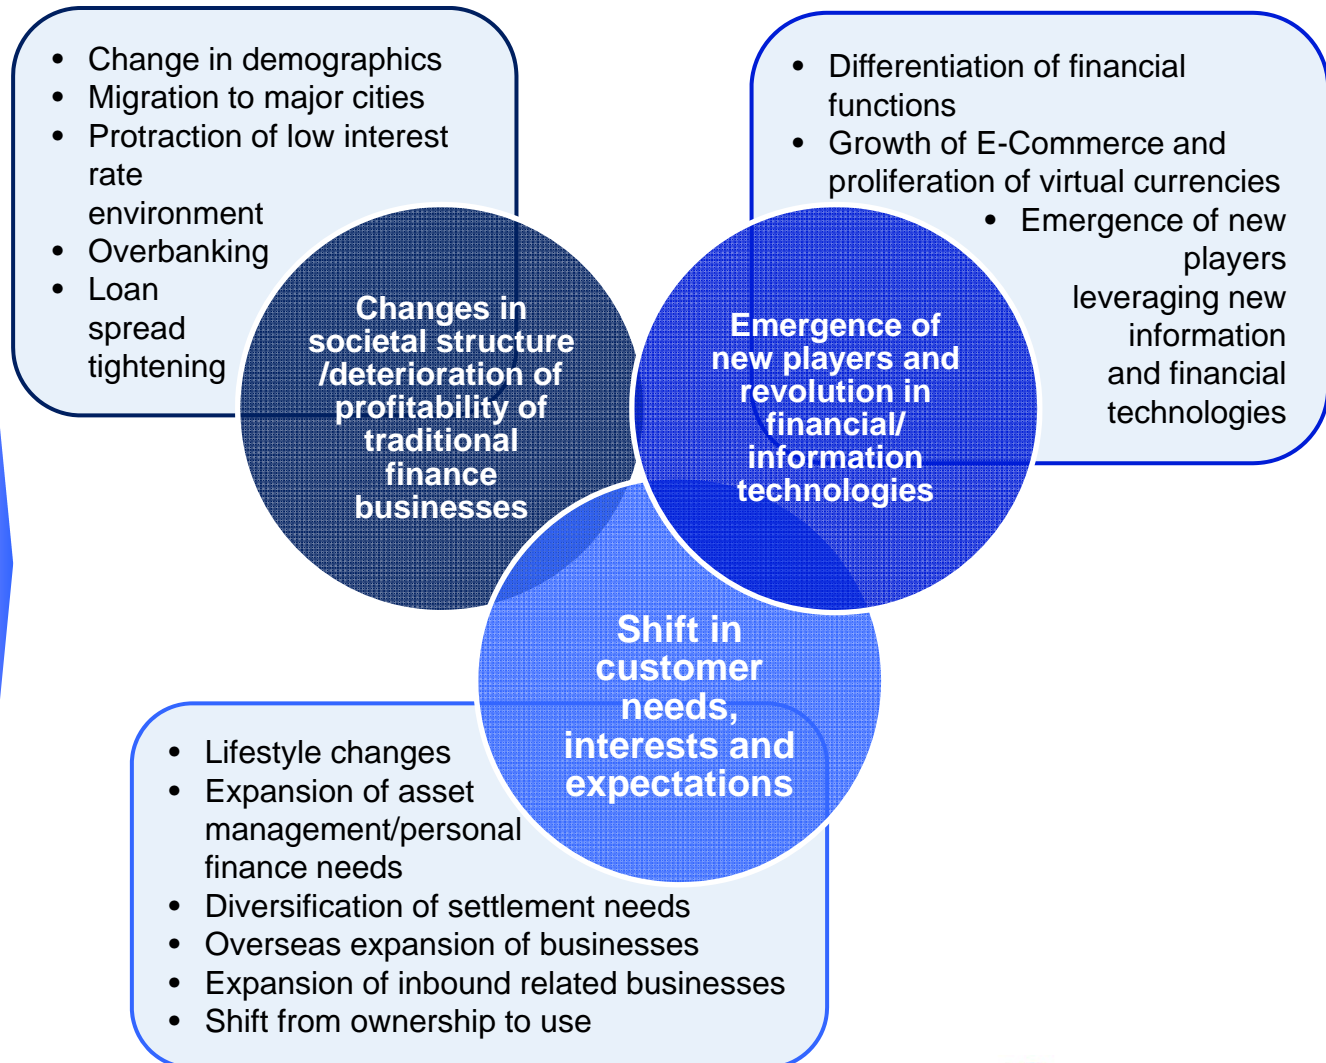 • Change in demographics
• Migration to major cities
• Protraction of low interest
rate
environment
• Overbanking
• Loan
spread
tightening
Changes in
societal structure
/deterioration of
profitability of
traditional
finance
businesses
• Differentiation of financial
functions
• Growth of E-Commerce and
proliferation of virtual currencies
• Emergence of new
players
leveraging new
information
and financial
technologies
Emergence of
new players and
revolution in
financial/
information
technologies
Shift in
customer
needs,
interests and
expectations
• Lifestyle changes
• Expansion of asset
management/personal
finance needs
• Diversification of settlement needs
• Overseas expansion of businesses
• Expansion of inbound related businesses
• Shift from ownership to use